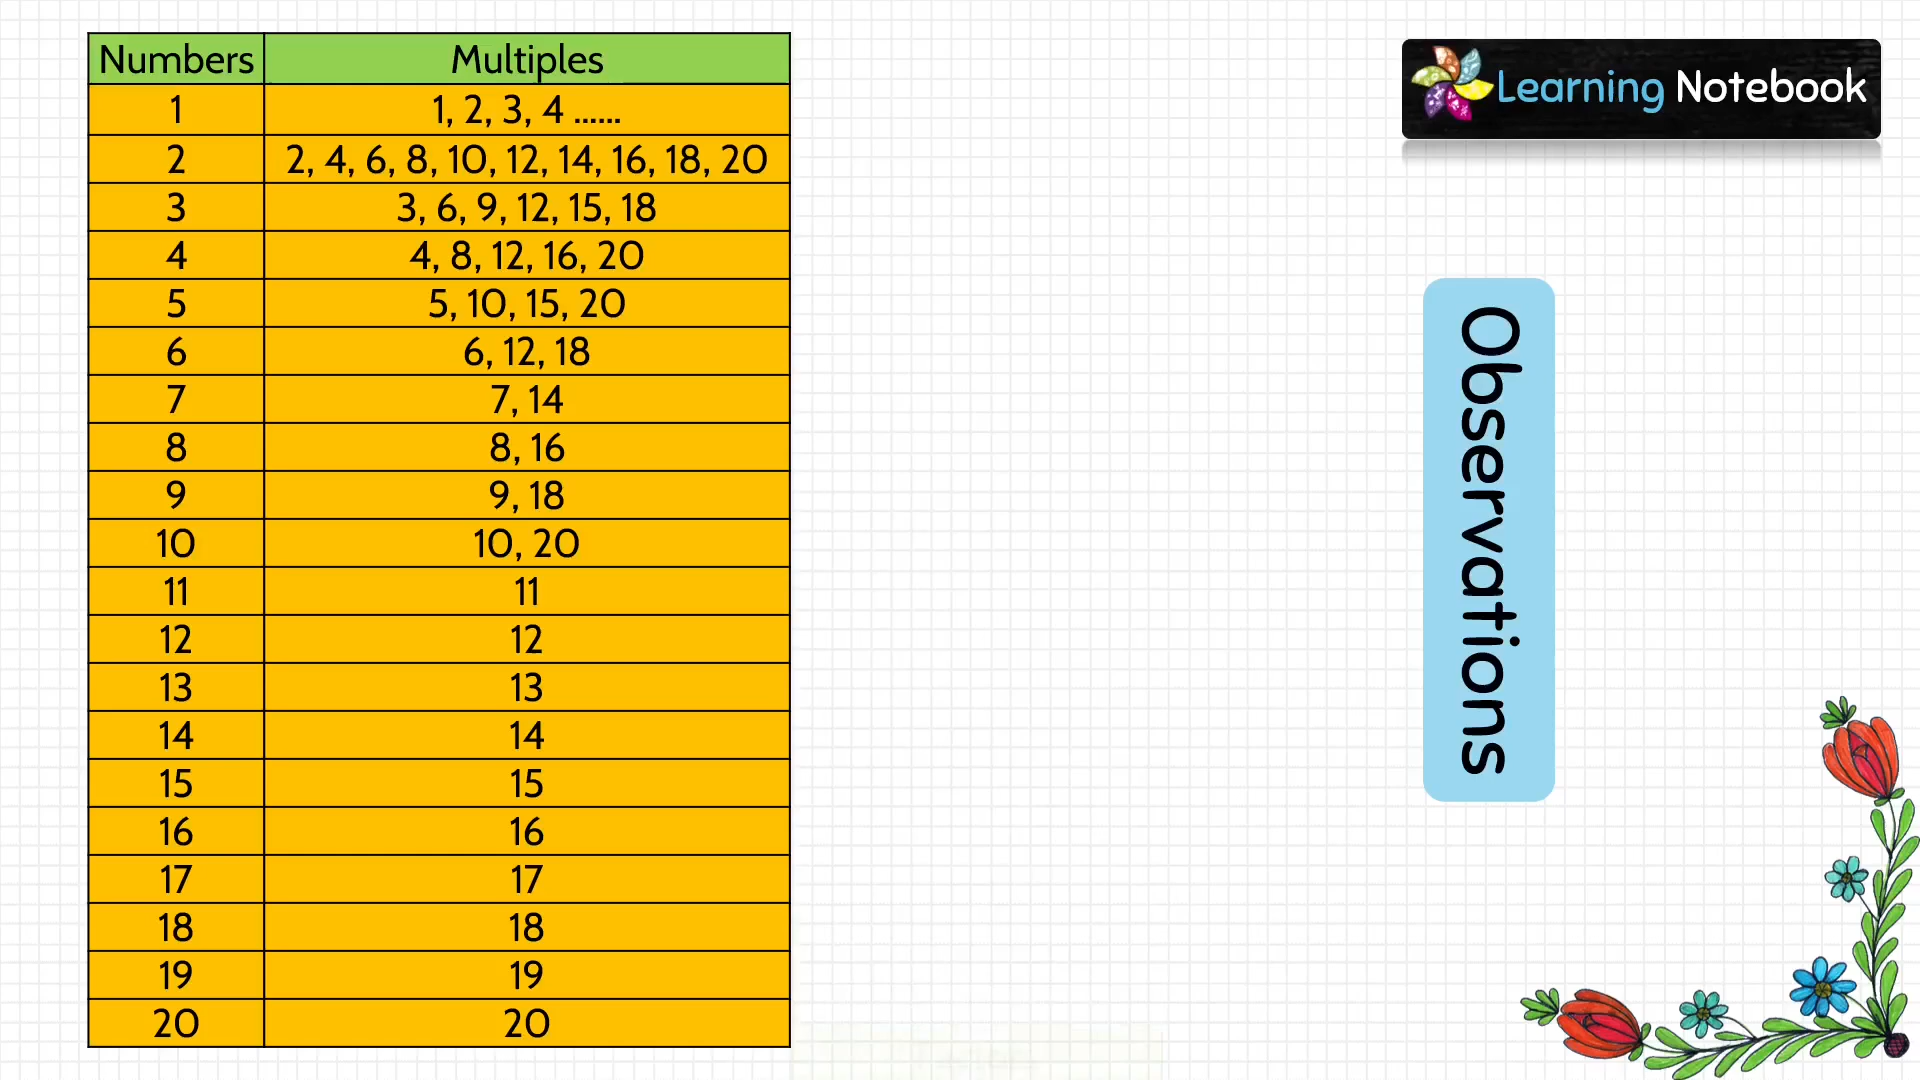 Numbers Multiples
1 1, 2, 3, 4 ......
2 2, 4, 6, 8, 10, 12, 14, 16, 18, 20
3 3, 6, 9, 12, 15, 18
4 4, 8, 12, 16, 20
5 5, 10, 15, 20
6 6, 12, 18
7 7, 14
8 8, 16
9 9, 18
10 10, 20
11 11
12 12
13 13
14 14
15 15
16 16
17 17
18 18
19 19
20 20
Learning Notebook
Observations